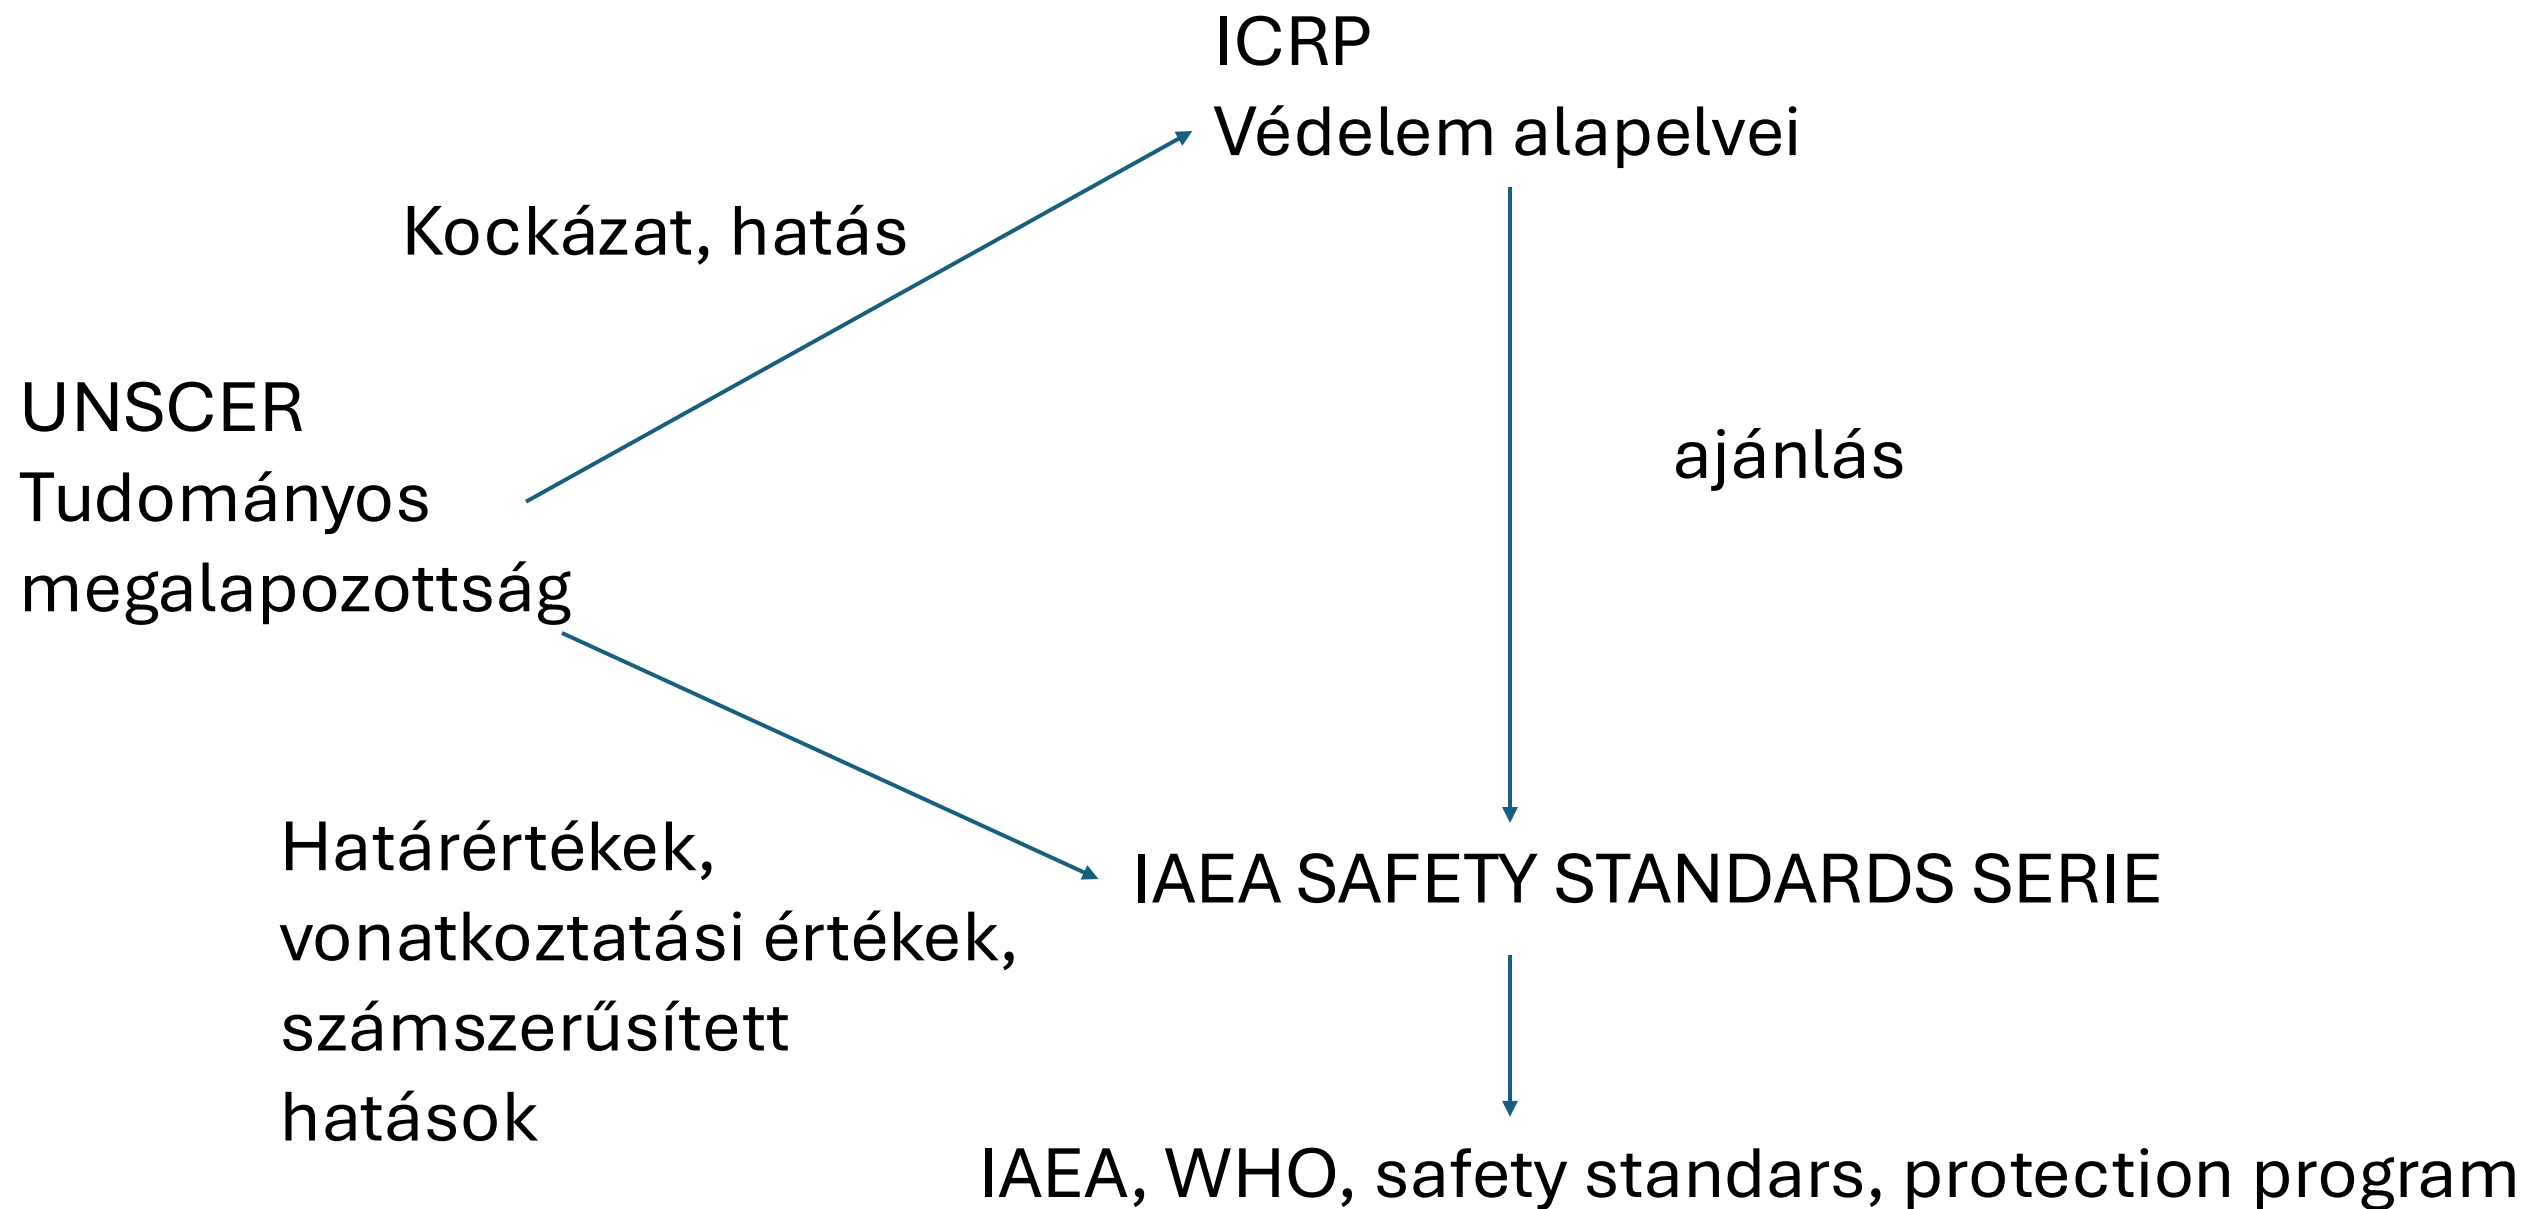 ICRP
Védelem alapelvei
Kockázat, hatás
UNSCER
Tudományos
megalapozottság
ajánlás
Határértékek,
vonatkoztatási értékek,
számszerűsített
hatások
IAEA SAFETY STANDARDS SERIE
IAEA, WHO, safety standars, protection program